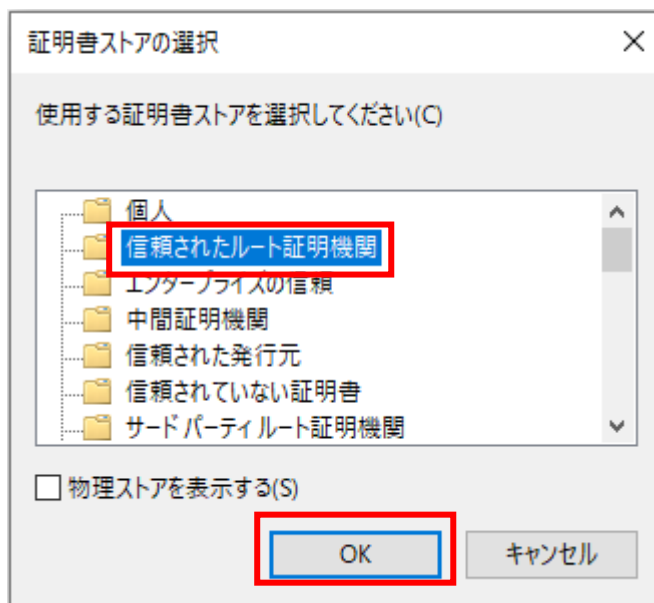 証明書ストアの選択
使用する証明書ストアを選択してください(C)
個人
信頼されたルート証明機関
エンタープライズの信頼
中間証明機関
信頼された発行元
信頼されていない証明書
サード パーティ ルート証明機関
物理ストアを表示する(S)
OK
キャンセル